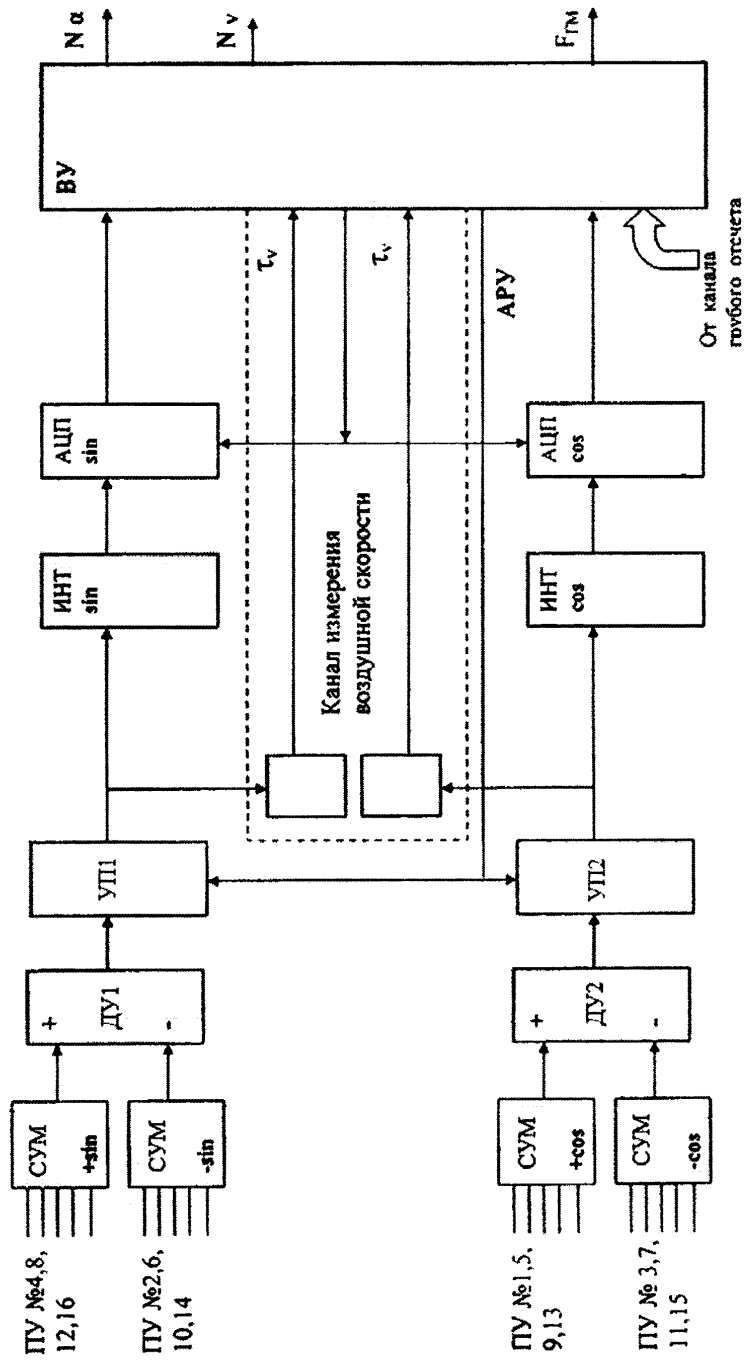 ПУ №4,8,
12,16
ПУ №2,6,
10,14
ПУ №1,5,
9,13
ПУ № 3,7,
11,15
СУМ
+sin
СУМ
-sin
СУМ
+cos
СУМ
-cos
+
ДУ1
-
+
ДУ2
-
УП1
УП2
Канал измерения
воздушной скорости
ИНТ
sin
ИНТ
cos
АЦП
sin
АЦП
cos
τv
τv
АРУ
От канала
грубого отсчета
ВУ
N α
N v
FГМ